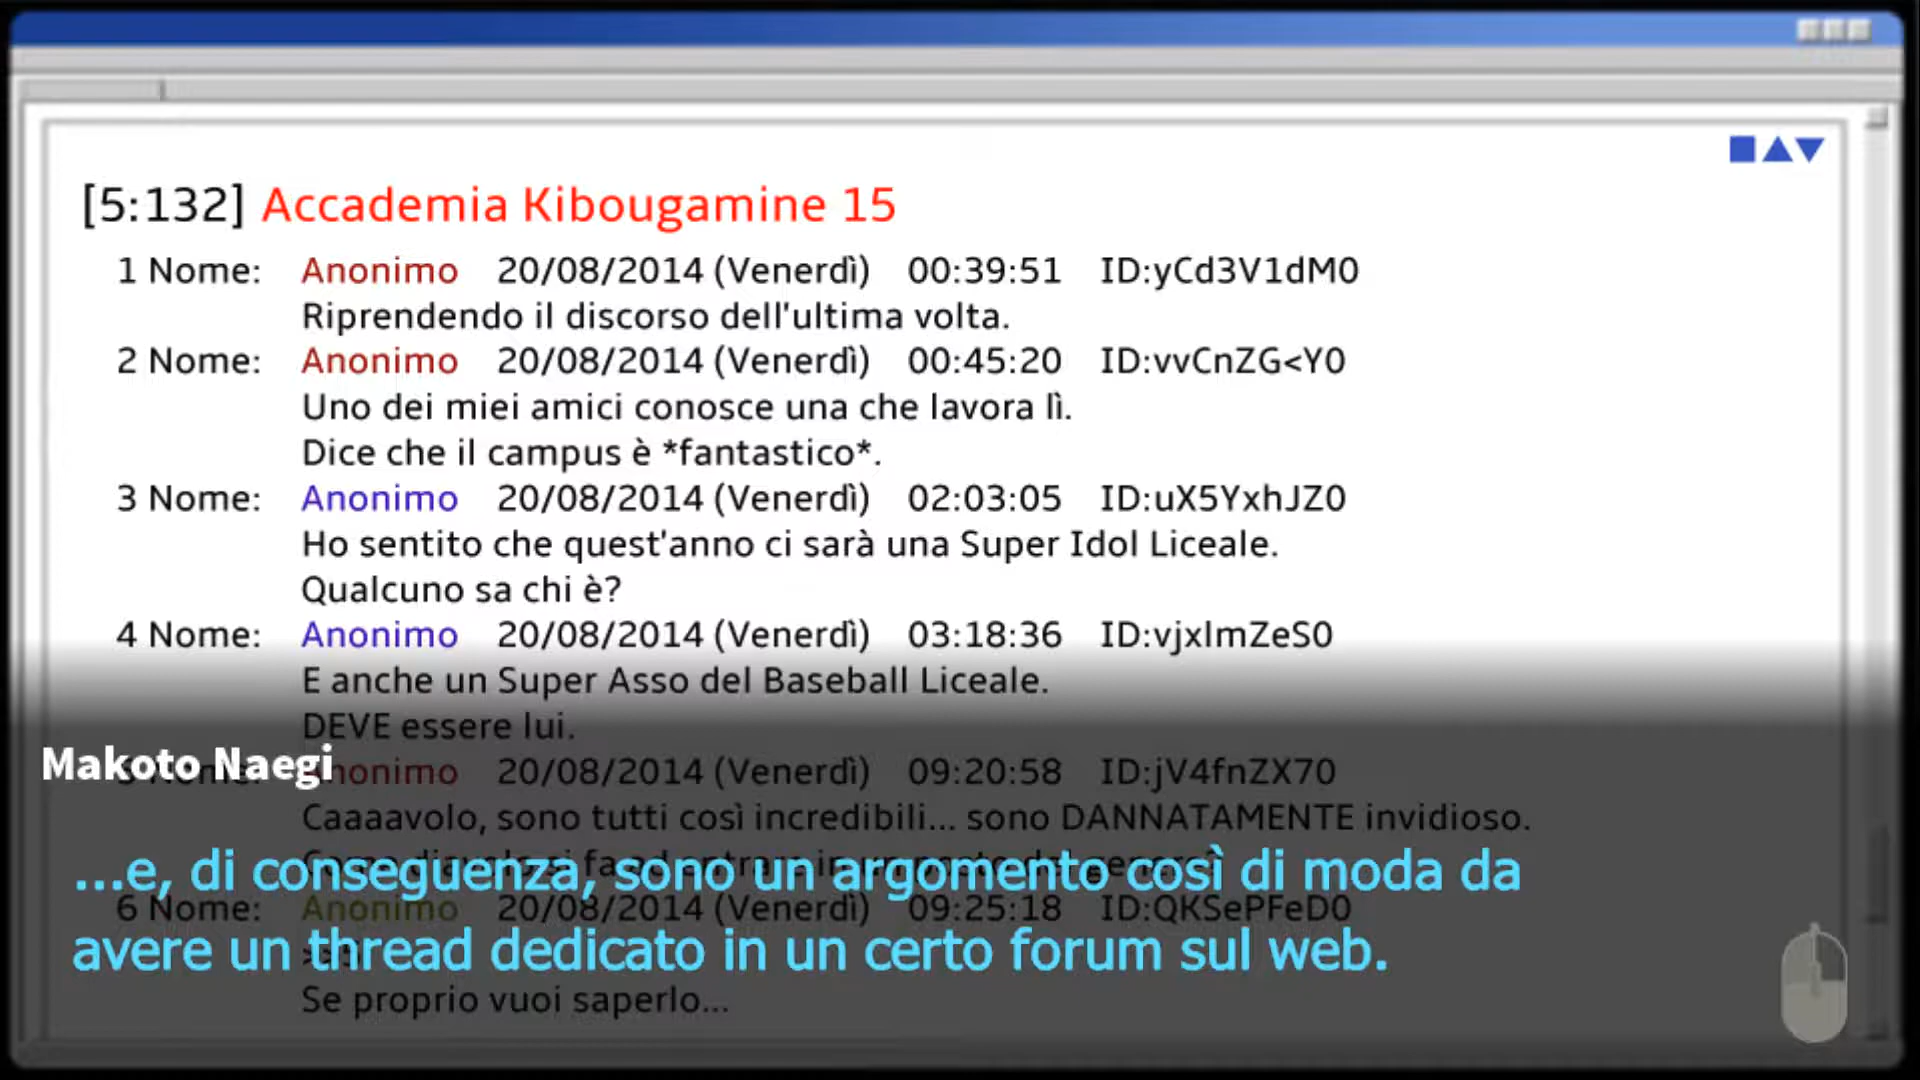 [5:132] Accademia Kibougamine 15
1 Nome: Anonimo 20/08/2014 (Venerdì) 00:39:51 ID:yCd3V1dM0
Riprendendo il discorso dell'ultima volta.
2 Nome: Anonimo 20/08/2014 (Venerdì) 00:45:20 ID:vvCnZG<Y0
Uno dei miei amici conosce una che lavora lì.
Dice che il campus è *fantastico*.
3 Nome: Anonimo 20/08/2014 (Venerdì) 02:03:05 ID:uX5YxhJZ0
Ho sentito che quest'anno ci sarà una Super Idol Liceale.
Qualcuno sa chi è?
4 Nome: Anonimo 20/08/2014 (Venerdì) 03:18:36 ID:vjxlmZeS0
E anche un Super Asso del Baseball Liceale.
DEVE essere lui.
Makoto Naegi
Anonimo 20/08/2014 (Venerdì) 09:20:58 ID:jV4fnZX70
Caaaavolo, sono tutti così incredibili... sono DANNATAMENTE invidioso.
...e, di conseguenza, sono un argomento così di moda da
6 Nome: Anonimo 20/08/2014 (Venerdì) 09:25:18 ID:QKSePFeD0
avere un thread dedicato in un certo forum sul web.
Se proprio vuoi saperlo...